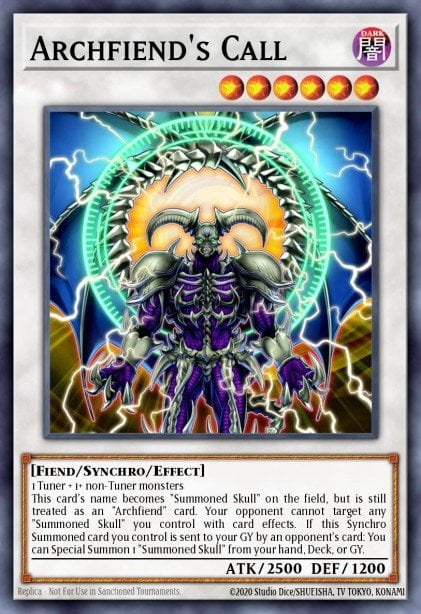 Archfiend's Call
DARK
闇
[Fiend/Synchro/Effect]
1 Tuner + 1+ non-Tuner monsters
This card's name becomes "Summoned Skull" on the field, but is still
treated as an "Archfiend" card. Your opponent cannot target any
"Summoned Skull" you control with card effects. If this Synchro
Summoned card you control is sent to your GY by an opponent's card: You
can Special Summon 1 "Summoned Skull" from your hand, Deck, or GY.
ATK/2500 DEF/1200
Replica - Not For Use in Sanctioned Tournaments.
©2020 Studio Dice/SHUEISHA, TV TOKYO, KONAMI